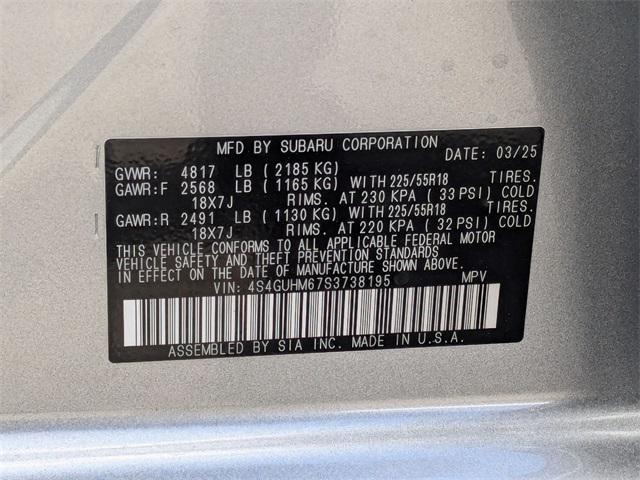 MFD BY SUBARU CORPORATION
DATE: 03/25
GVWR: 4817 LB ( 2185 KG)
GAWR:F 2568 LB ( 1165 KG) WITH 225/55R18 TIRES.
18X7J RIMS. AT 230 KPA ( 33 PSI) COLD
GAWR:R 2491 LB ( 1130 KG) WITH 225/55R18 TIRES.
18X7J RIMS. AT 220 KPA ( 32 PSI) COLD
THIS VEHICLE CONFORMS TO ALL APPLICABLE FEDERAL MOTOR
VEHICLE SAFETY AND THEFT PREVENTION STANDARDS
IN EFFECT ON THE DATE OF MANUFACTURE SHOWN ABOVE.
VIN: 4S4GUHM67S3738195 MPV
ASSEMBLED BY SIA INC. MADE IN U.S.A.